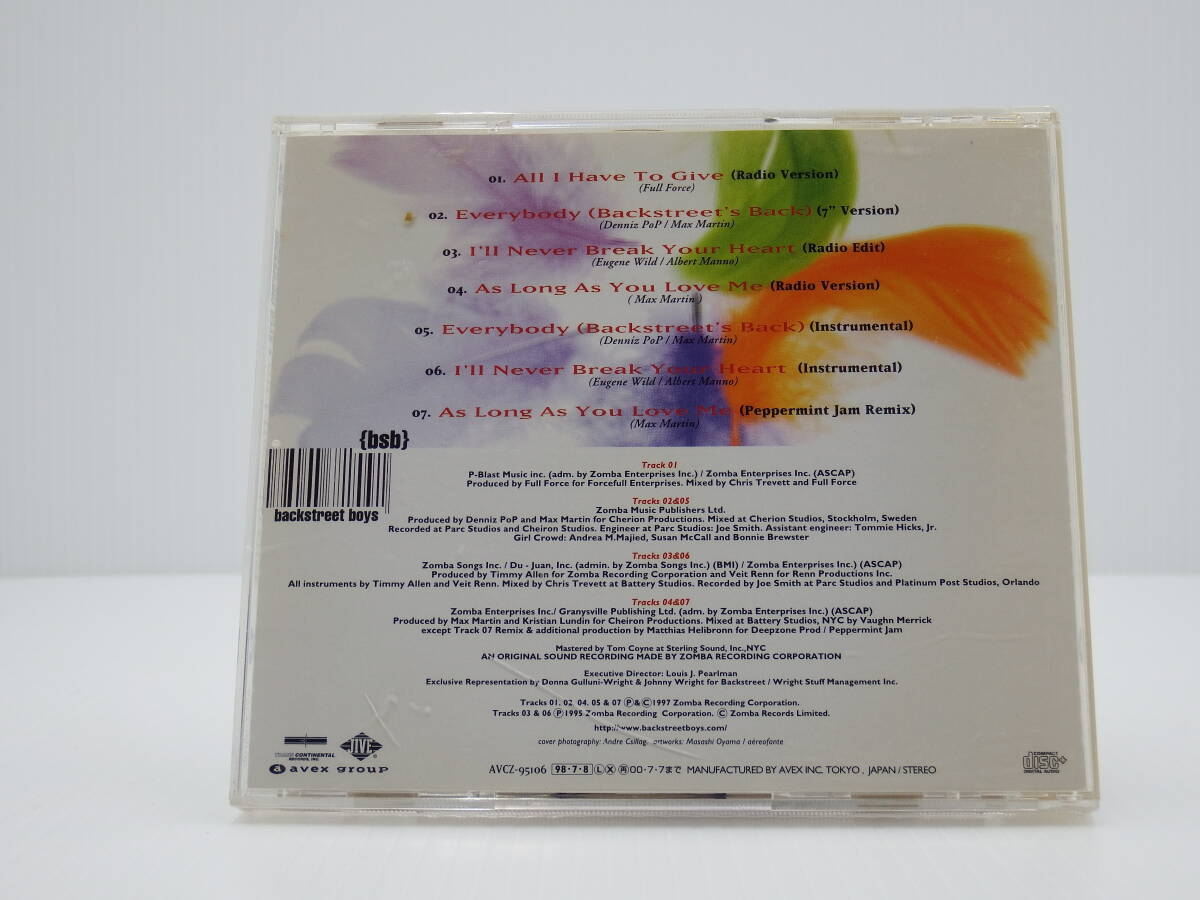 01. All I Have To Give (Radio Version)
(Full Force)
02. Everybody (Backstreet's Back) (7" Version)
(Denniz PoP / Max Martin)
03. I'll Never Break Your Heart (Radio Edit)
(Eugene Wild / Albert Manno)
04. As Long As You Love Me (Radio Version)
( Max Martin )
05. Everybody (Backstreet's Back) (Instrumental)
(Denniz PoP / Max Martin)
06. I'll Never Break Your Heart (Instrumental)
(Eugene Wild / Albert Manno)
07. As Long As You Love Me (Peppermint Jam Remix)
(Max Martin)
{bsb}
backstreet boys
Track 01
P-Blast Music inc. (adm. by Zomba Enterprises Inc.) / Zomba Enterprises Inc. (ASCAP)
Produced by Full Force for Forcefull Enterprises. Mixed by Chris Trevett and Full Force
Tracks 02&05
Zomba Music Publishers Ltd.
Produced by Denniz PoP and Max Martin for Cherion Productions. Mixed at Cherion Studios, Stockholm, Sweden
Recorded at Parc Studios and Cheiron Studios. Engineer at Parc Studios: Joe Smith. Assistant engineer: Tommie Hicks, Jr.
Girl Crowd: Andrea M.Majied, Susan McCall and Bonnie Brewster
Tracks 03&06
Zomba Songs Inc. / Du - Juan, Inc. (admin. by Zomba Songs Inc.) (BMI) / Zomba Enterprises Inc.) (ASCAP)
Produced by Timmy Allen for Zomba Recording Corporation and Veit Renn for Renn Productions Inc.
All instruments by Timmy Allen and Veit Renn. Mixed by Chris Trevett at Battery Studios. Recorded by Joe Smith at Parc Studios and Platinum Post Studios, Orlando
Tracks 04&07
Zomba Enterprises Inc./ Granysville Publishing Ltd. (adm. by Zomba Enterprises Inc.) (ASCAP)
Produced by Max Martin and Kristian Lundin for Cheiron Productions. Mixed at Battery Studios, NYC by Vaughn Merrick
except Track 07 Remix & additional production by Matthias Helibronn for Deepzone Prod / Peppermint Jam
Mastered by Tom Coyne at Sterling Sound, Inc.,NYC
AN ORIGINAL SOUND RECORDING MADE BY ZOMBA RECORDING CORPORATION
Executive Director: Louis J. Pearlman
Exclusive Representation by Donna Gulluni-Wright & Johnny Wright for Backstreet / Wright Stuff Management Inc.
Tracks 01. 02 04. 05 & 07 Ⓟ&Ⓒ1997 Zomba Recording Corporation.
Tracks 03 & 06 Ⓟ1995 Zomba Recording Corporation. Ⓒ Zomba Records Limited.
http://www.backstreetboys.com/
cover photography: Andre Csillag. artworks: Masashi Oyama / aéreofante
TRANS CONTINENTAL
RECORDS, INC.
JIVE
avex group
AVCZ-95106 98・7・8 Ⓛ Ⓧ ㊞ 00・7・7まで MANUFACTURED BY AVEX INC. TOKYO, JAPAN/STEREO
COMPACT
disc+
DIGITAL AUDIO